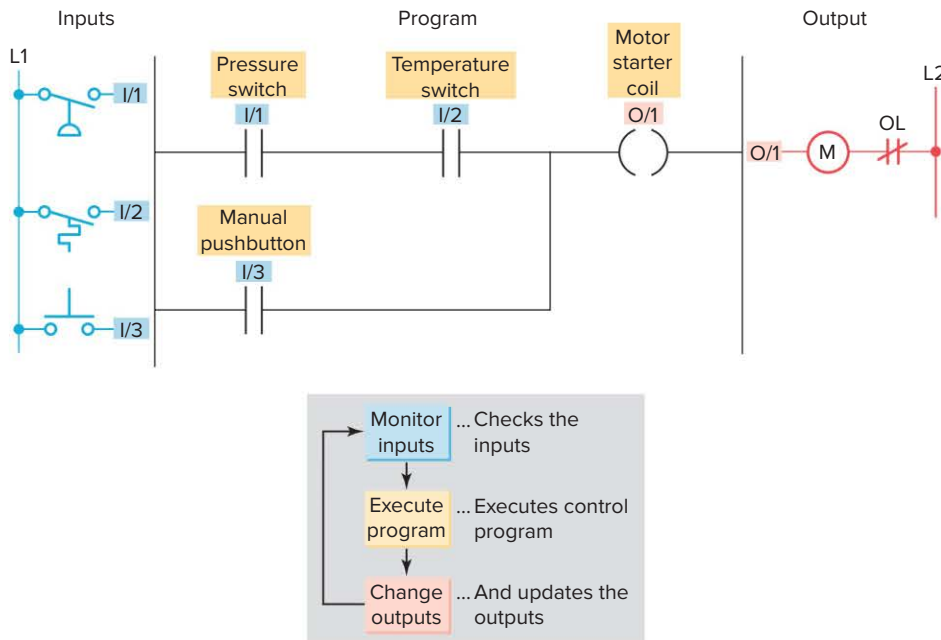 Inputs
Program
Output
L1
L2
Pressure
switch
I/1
Temperature
switch
I/2
Motor
starter
coil
O/1
I/1
I/2
I/3
Manual
pushbutton
I/3
O/1
M
OL
Monitor
inputs
... Checks the
inputs
Execute
program
... Executes control
program
Change
outputs
... And updates the
outputs